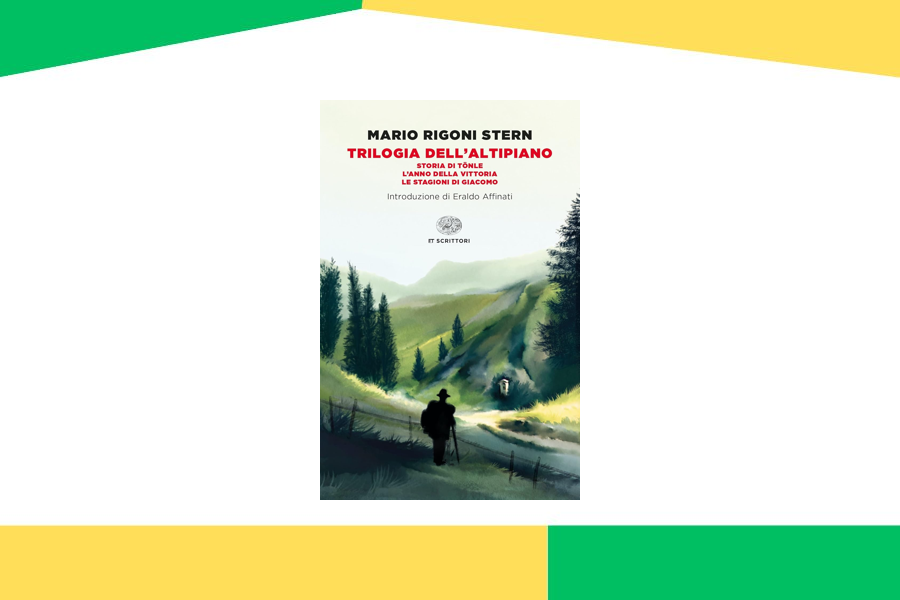 MARIO RIGONI STERN
TRILOGIA DELL'ALTIPIANO
STORIA DI TÖNLE
L'ANNO DELLA VITTORIA
LE STAGIONI DI GIACOMO
Introduzione di Eraldo Affinati
ET SCRITTORI